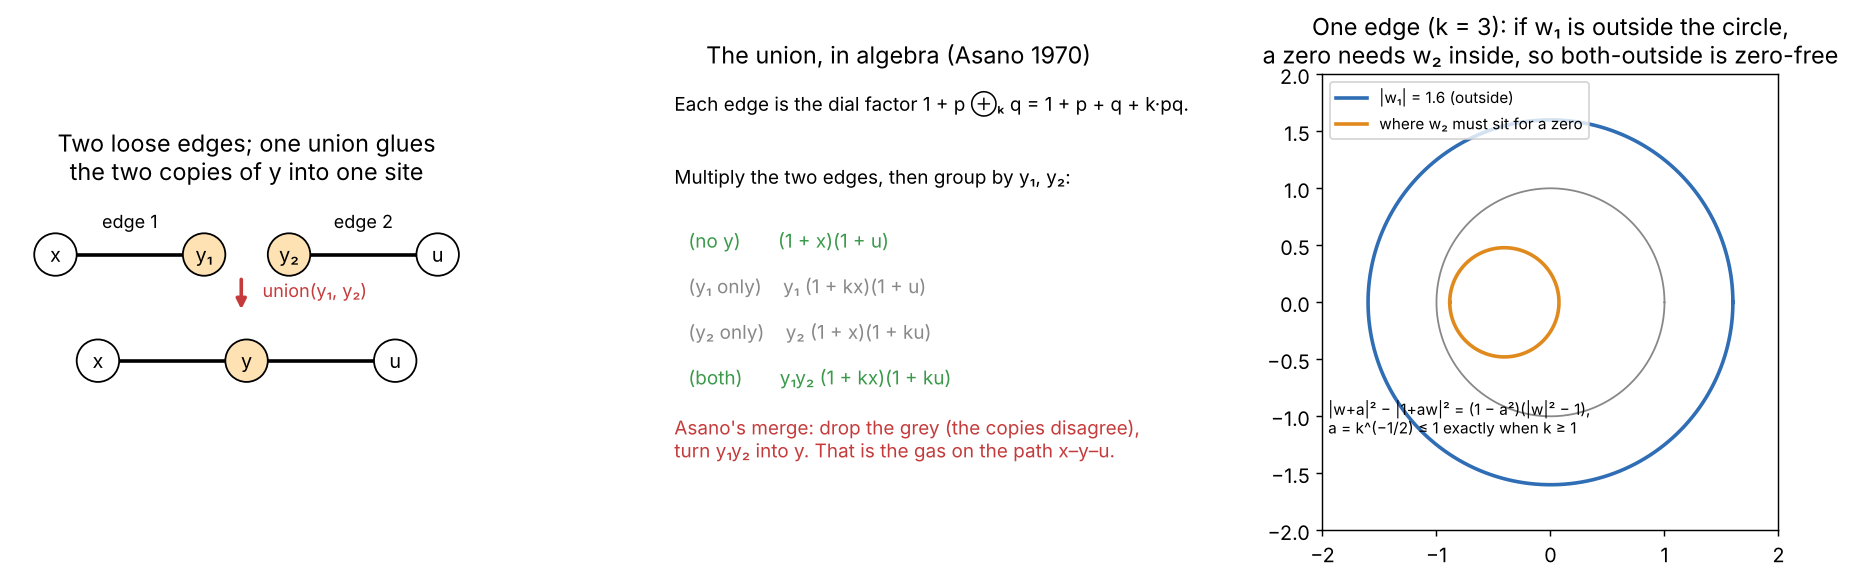 Two loose edges; one union glues
the two copies of y into one site
edge 1
edge 2
x
y₁
y₂
u
union(y₁, y₂)
x
y
u
The union, in algebra (Asano 1970)
Each edge is the dial factor 1 + p ⊕ₖ q = 1 + p + q + k·pq.
Multiply the two edges, then group by y₁, y₂:
(no y) (1 + x)(1 + u)
(y₁ only) y₁ (1 + kx)(1 + u)
(y₂ only) y₂ (1 + x)(1 + ku)
(both) y₁y₂ (1 + kx)(1 + ku)
Asano's merge: drop the grey (the copies disagree),
turn y₁y₂ into y. That is the gas on the path x–y–u.
One edge (k = 3): if w₁ is outside the circle,
a zero needs w₂ inside, so both-outside is zero-free
|w₁| = 1.6 (outside)
where w₂ must sit for a zero
2.0
1.5
1.0
0.5
0.0
−0.5
−1.0
−1.5
−2.0
|w+a|² − |1+aw|² = (1 − a²)(|w|² − 1),
a = k^(−1/2) ≤ 1 exactly when k ≥ 1
−2
−1
0
1
2